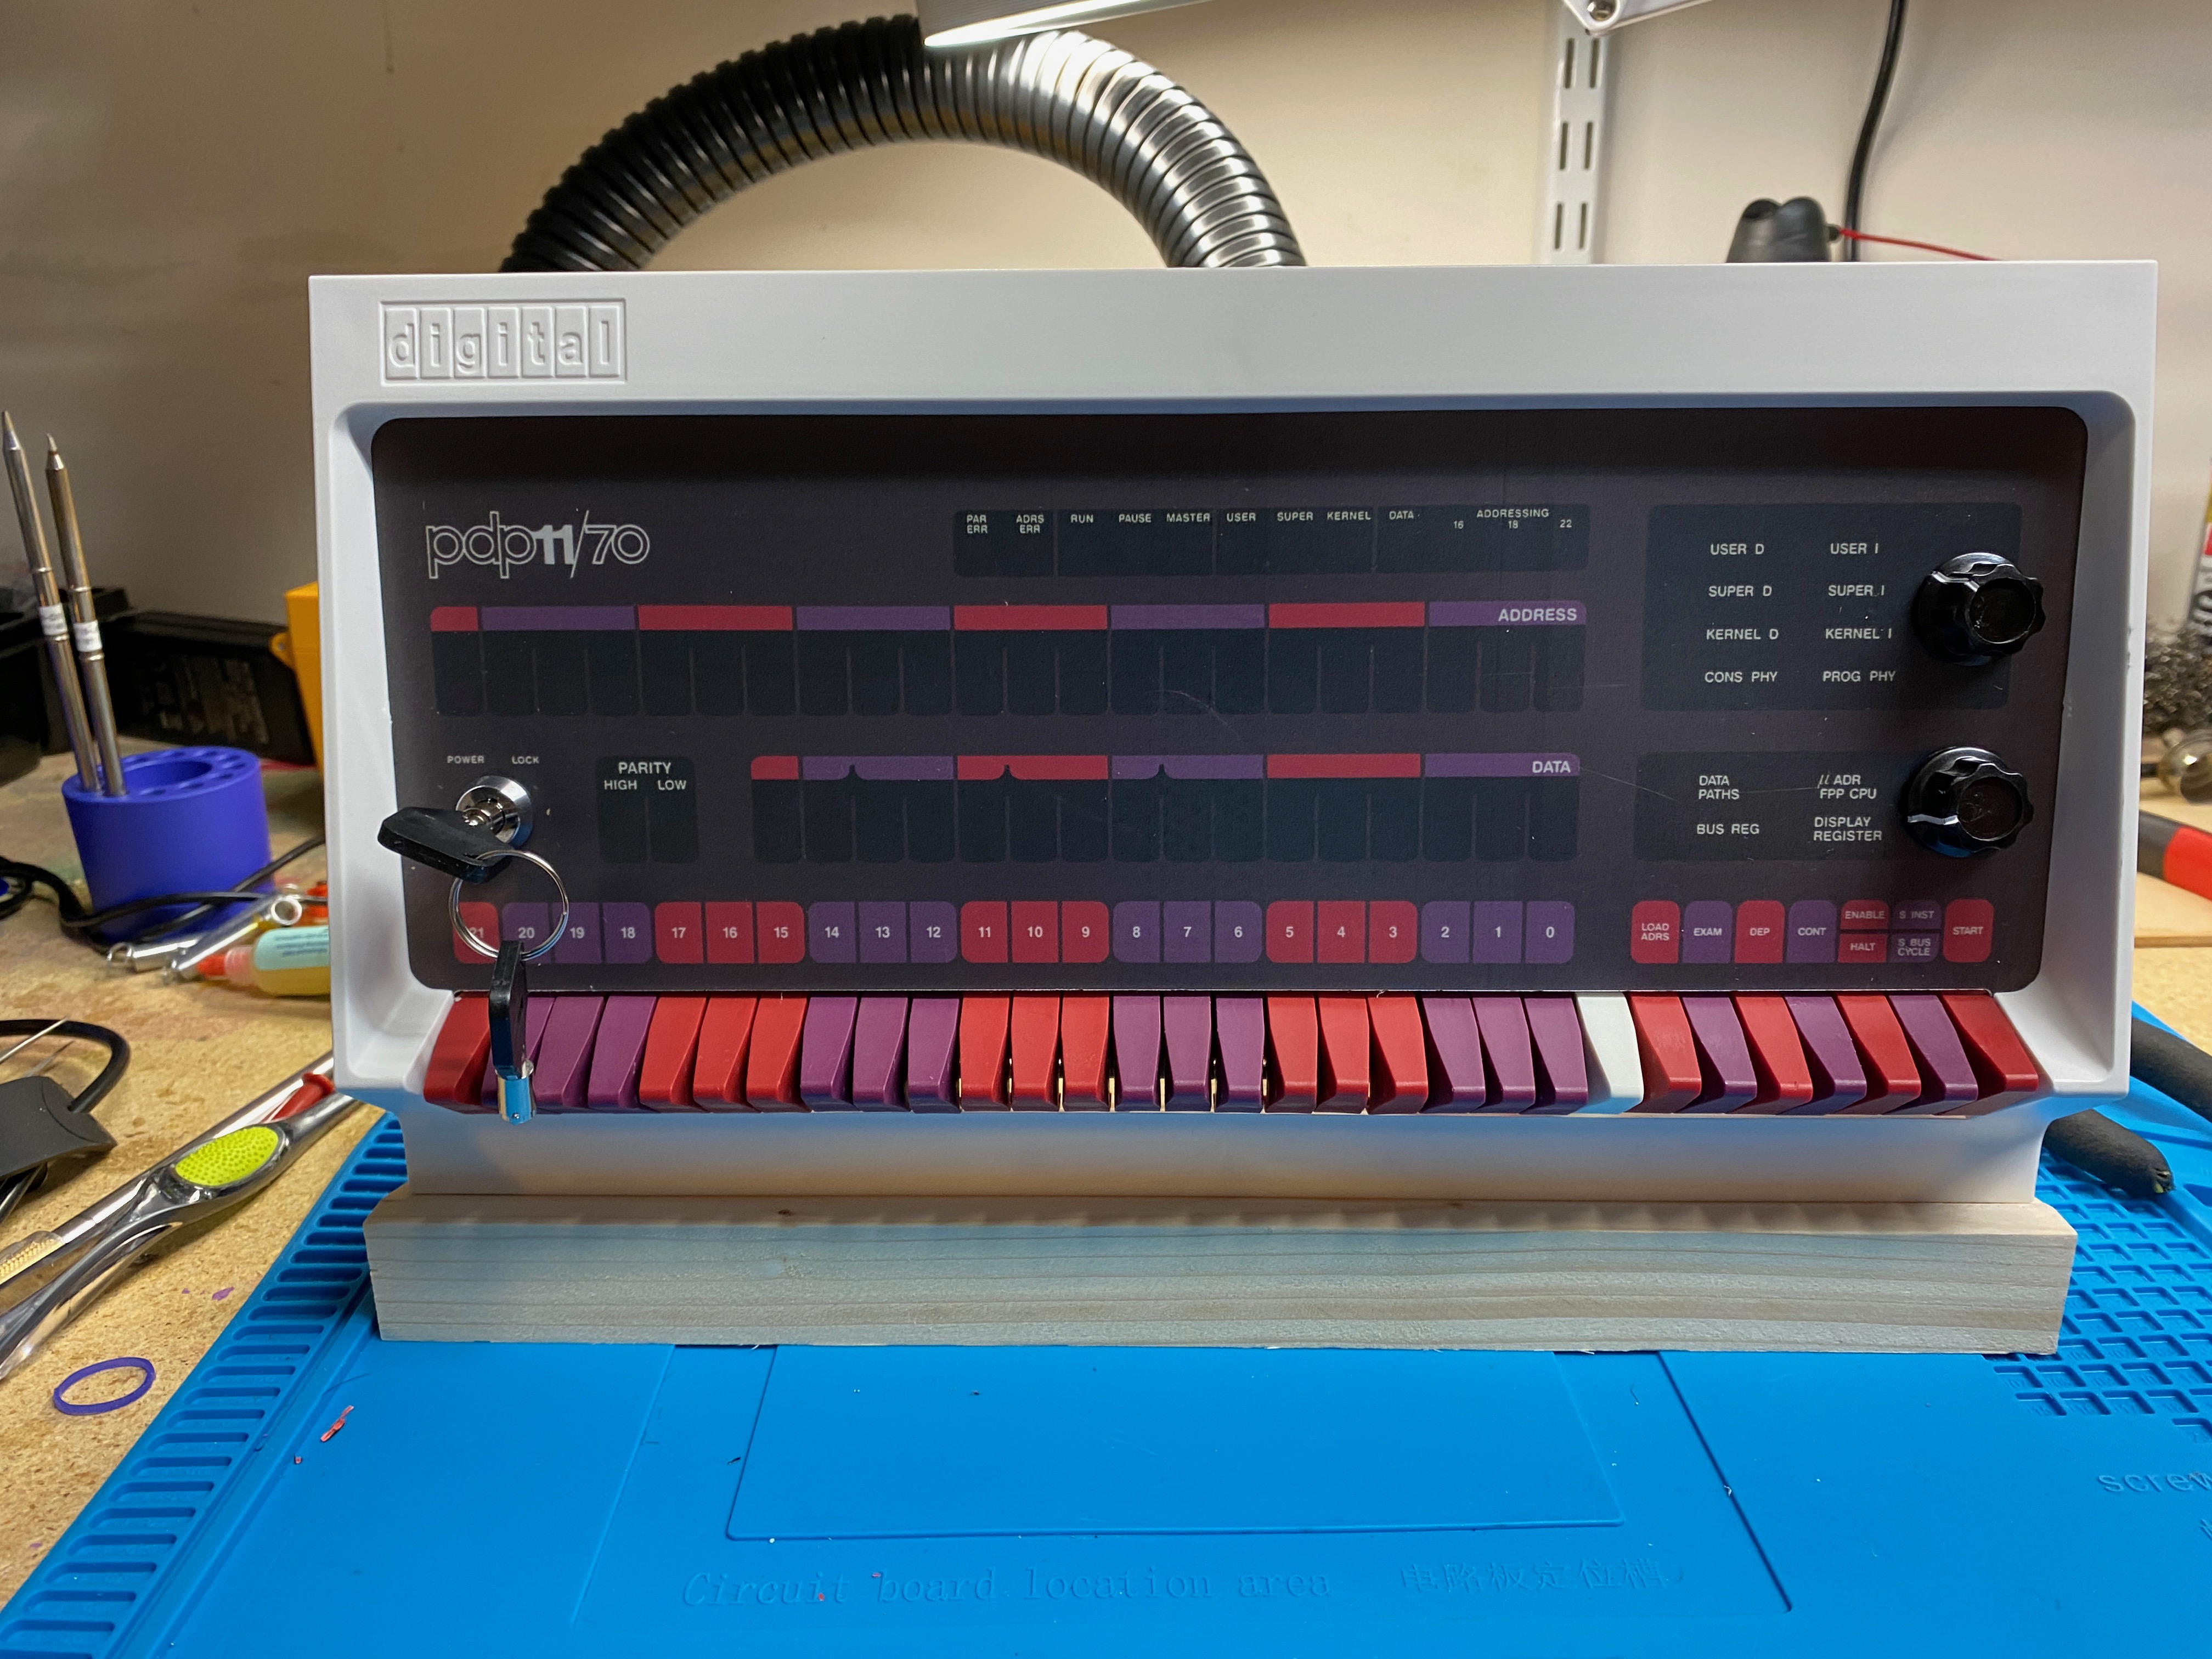 digital
pdp11/70
PAR ERR
ADRS ERR
RUN
PAUSE
MASTER
USER
SUPER
KERNEL
DATA
ADDRESSING
16 18 22
USER D USER I
SUPER D SUPER I
KERNEL D KERNEL I
CONS PHY PROG PHY
ADDRESS
POWER LOCK
PARITY
HIGH LOW
DATA
DATA PATHS
μ ADR FPP CPU
BUS REG
DISPLAY REGISTER
21 20 19 18 17 16 15 14 13 12 11 10 9 8 7 6 5 4 3 2 1 0
LOAD ADRS
EXAM
DEP
CONT
ENABLE
HALT
S INST
S BUS CYCLE
START
Circuit board location area 电路板定位槽